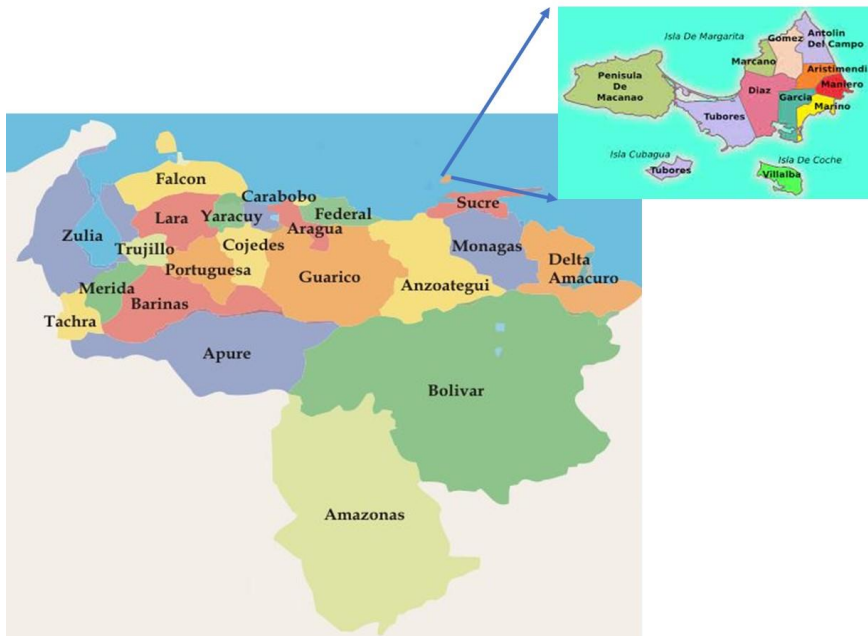 Isla De Margarita
Gomez
Antolin
Del Campo
Marcano
Aristimendi
Penisula
De
Macanao
Maniero
Diaz
Garcia
Marino
Tubores
Isla Cubagua
Isla De Coche
Tubores
Villalba
Falcon
Carabobo
Lara
Yaracuy
Federal
Sucre
Zulia
Aragua
Trujillo
Cojedes
Monagas
Portuguesa
Guarico
Delta
Amacuro
Merida
Anzoategui
Barinas
Tachra
Apure
Bolivar
Amazonas